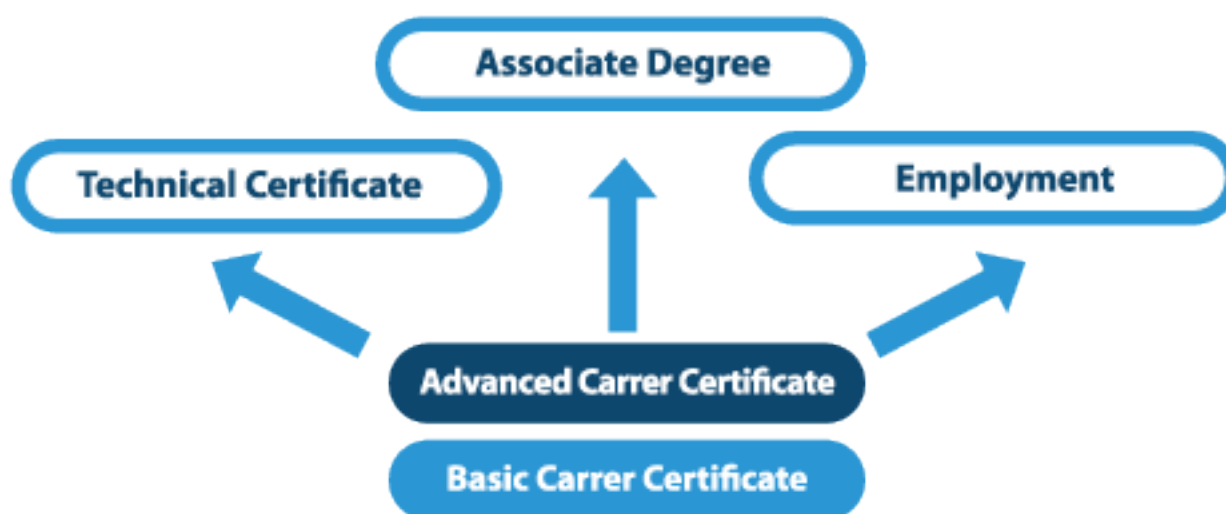 Associate Degree
Technical Certificate
Employment
Advanced Carrer Certificate
Basic Carrer Certificate